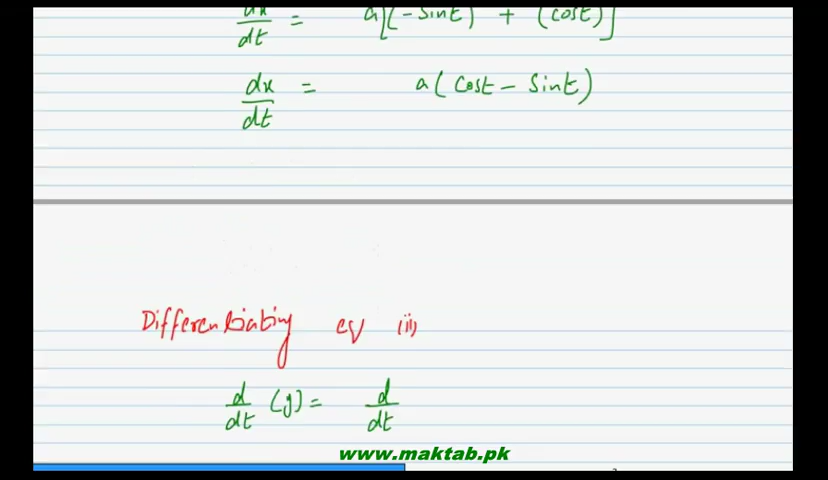 dx/dt = a[(-Sint) + (Cost)]
dx/dt = a(Cost - Sint)
Differentiating eq (ii)
d/dt (y) = d/dt
www.maktab.pk